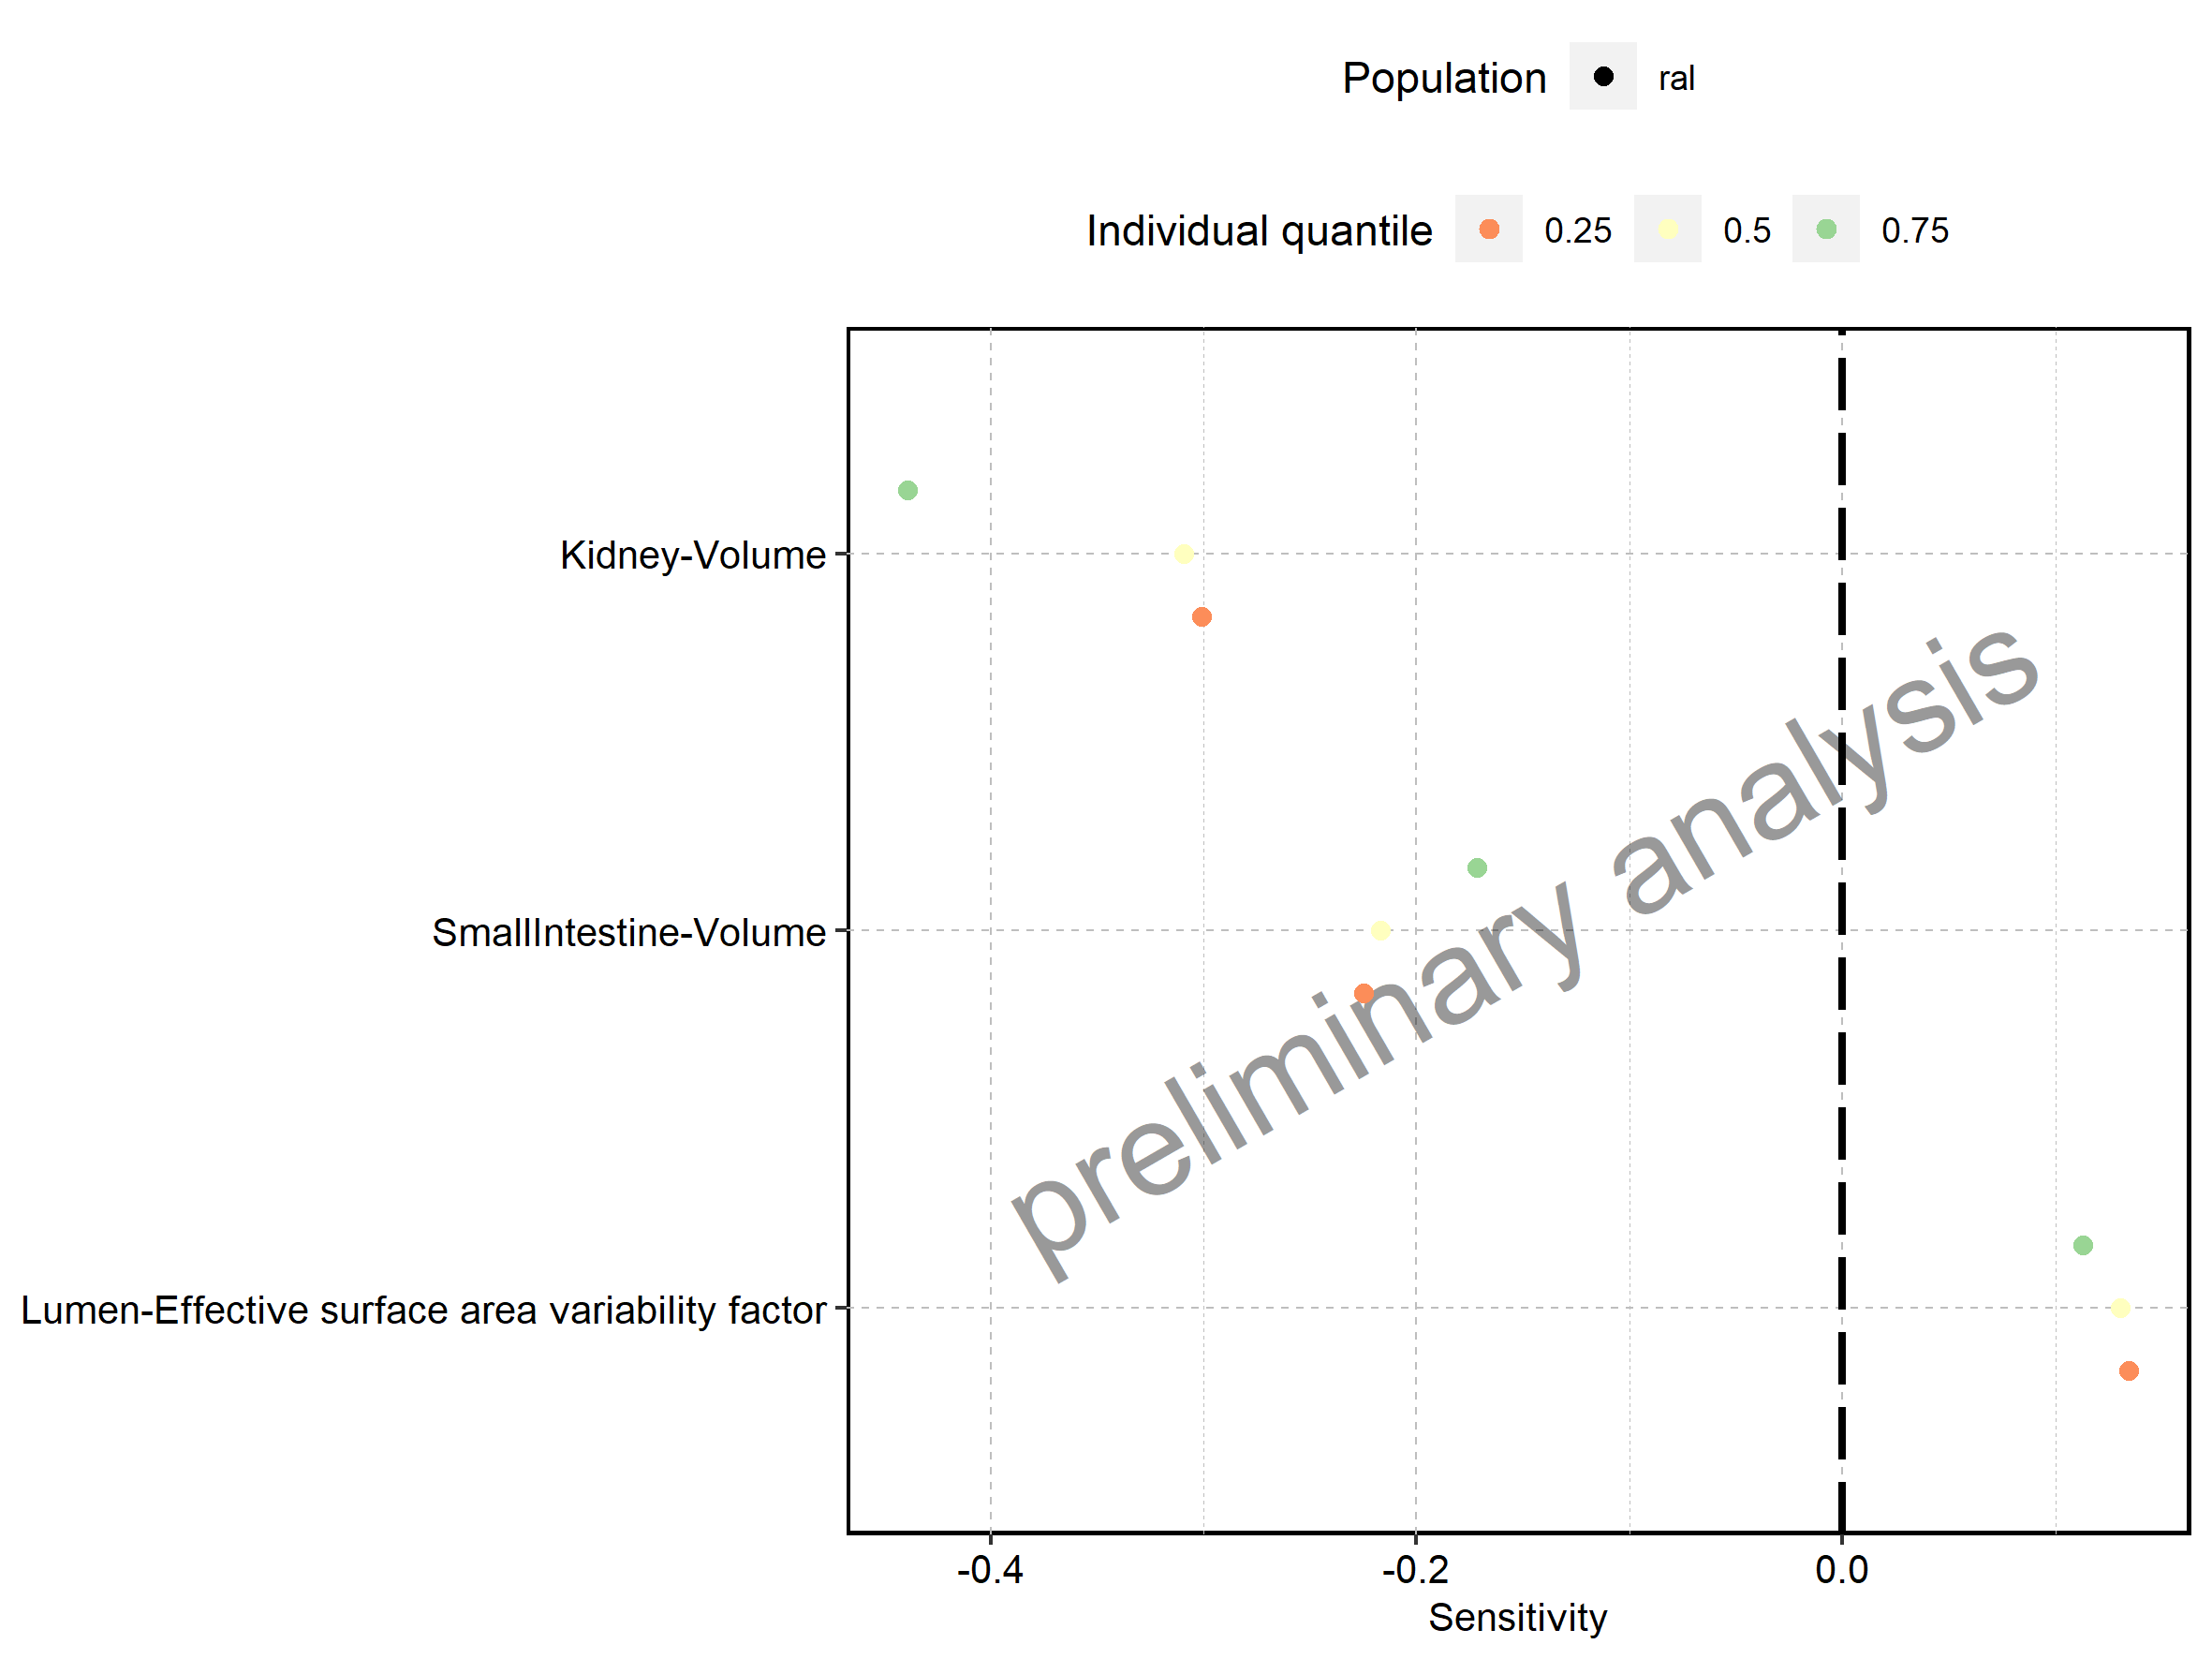 Population ral
Individual quantile 0.25 0.5 0.75
Kidney-Volume
SmallIntestine-Volume
Lumen-Effective surface area variability factor
preliminary analysis
-0.4 -0.2 0.0
Sensitivity